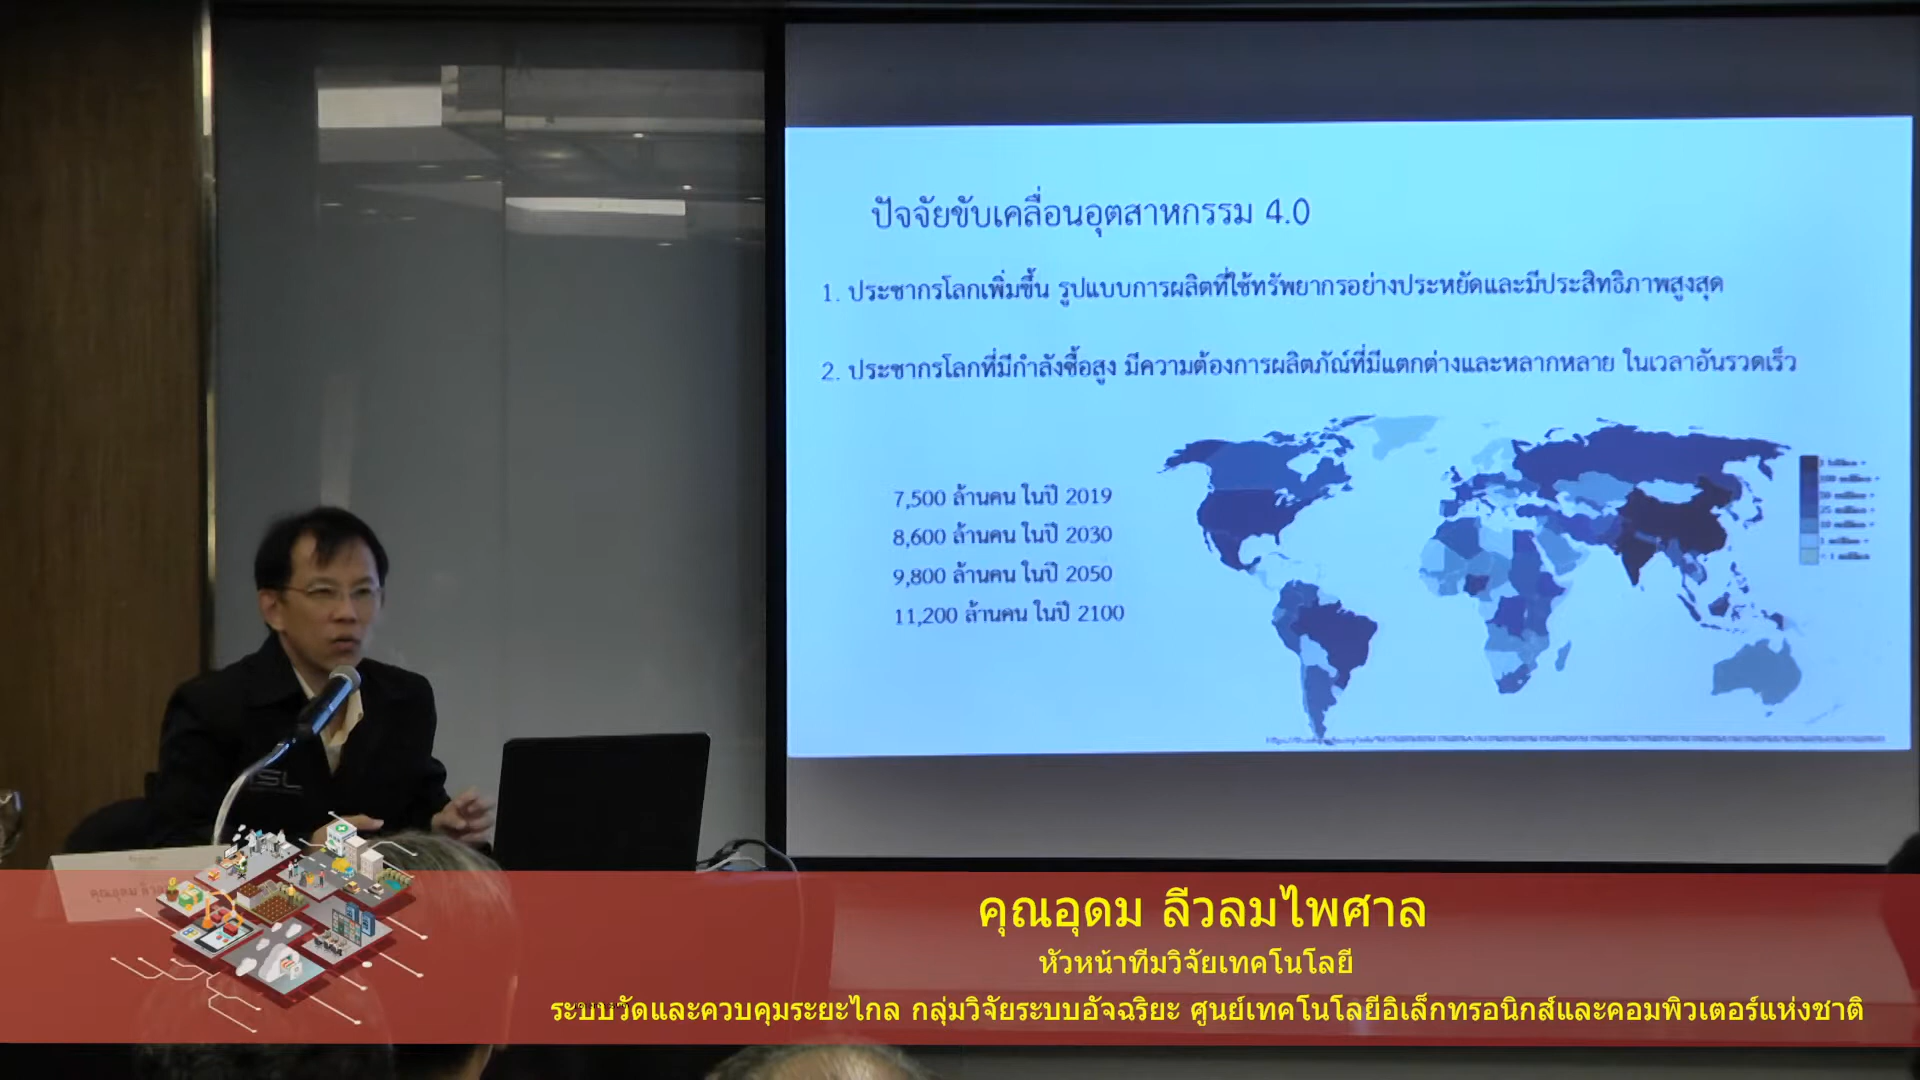 ปัจจัยขับเคลื่อนอุตสาหกรรม 4.0
1. ประชากรโลกเพิ่มขึ้น รูปแบบการผลิตที่ใช้ทรัพยากรอย่างประหยัดและมีประสิทธิภาพสูงสุด
2. ประชากรโลกที่มีกำลังซื้อสูง มีความต้องการผลิตภัณ์ที่มีแตกต่างและหลากหลาย ในเวลาอันรวดเร็ว
7,500 ล้านคน ในปี 2019
8,600 ล้านคน ในปี 2030
9,800 ล้านคน ในปี 2050
11,200 ล้านคน ในปี 2100
คุณอุดม
คุณอุดม ลีวลมไพศาล
หัวหน้าทีมวิจัยเทคโนโลยี
ระบบวัดและควบคุมระยะไกล กลุ่มวิจัยระบบอัจฉริยะ ศูนย์เทคโนโลยีอิเล็กทรอนิกส์และคอมพิวเตอร์แห่งชาติ